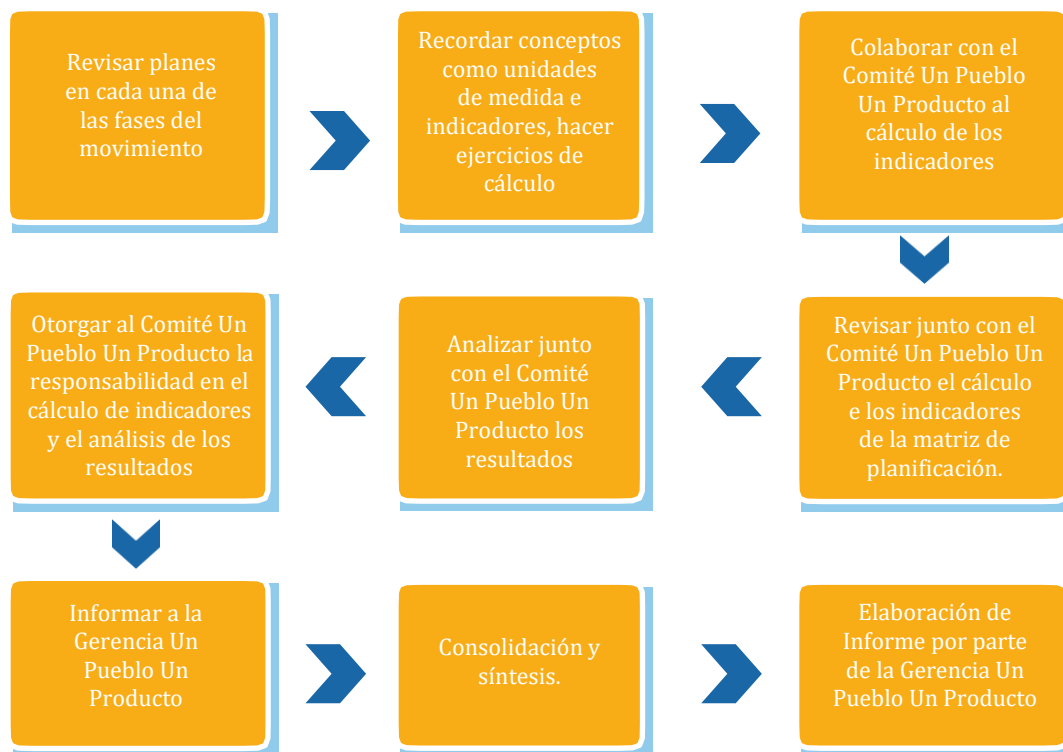 Revisar planes
en cada una de
las fases del
movimiento
Recordar conceptos
como unidades
de medida e
indicadores, hacer
ejercicios de
cálculo
Colaborar con el
Comité Un Pueblo
Un Producto al
cálculo de los
indicadores
Revisar junto con el
Comité Un Pueblo Un
Producto el cálculo
e los indicadores
de la matriz de
planificación.
Analizar junto
con el Comité
Un Pueblo Un
Producto los
resultados
Otorgar al Comité Un
Pueblo Un Producto la
responsabilidad en el
cálculo de indicadores
y el análisis de los
resultados
Informar a la
Gerencia Un
Pueblo Un
Producto
Consolidación y
síntesis.
Elaboración de
Informe por parte
de la Gerencia Un
Pueblo Un Producto